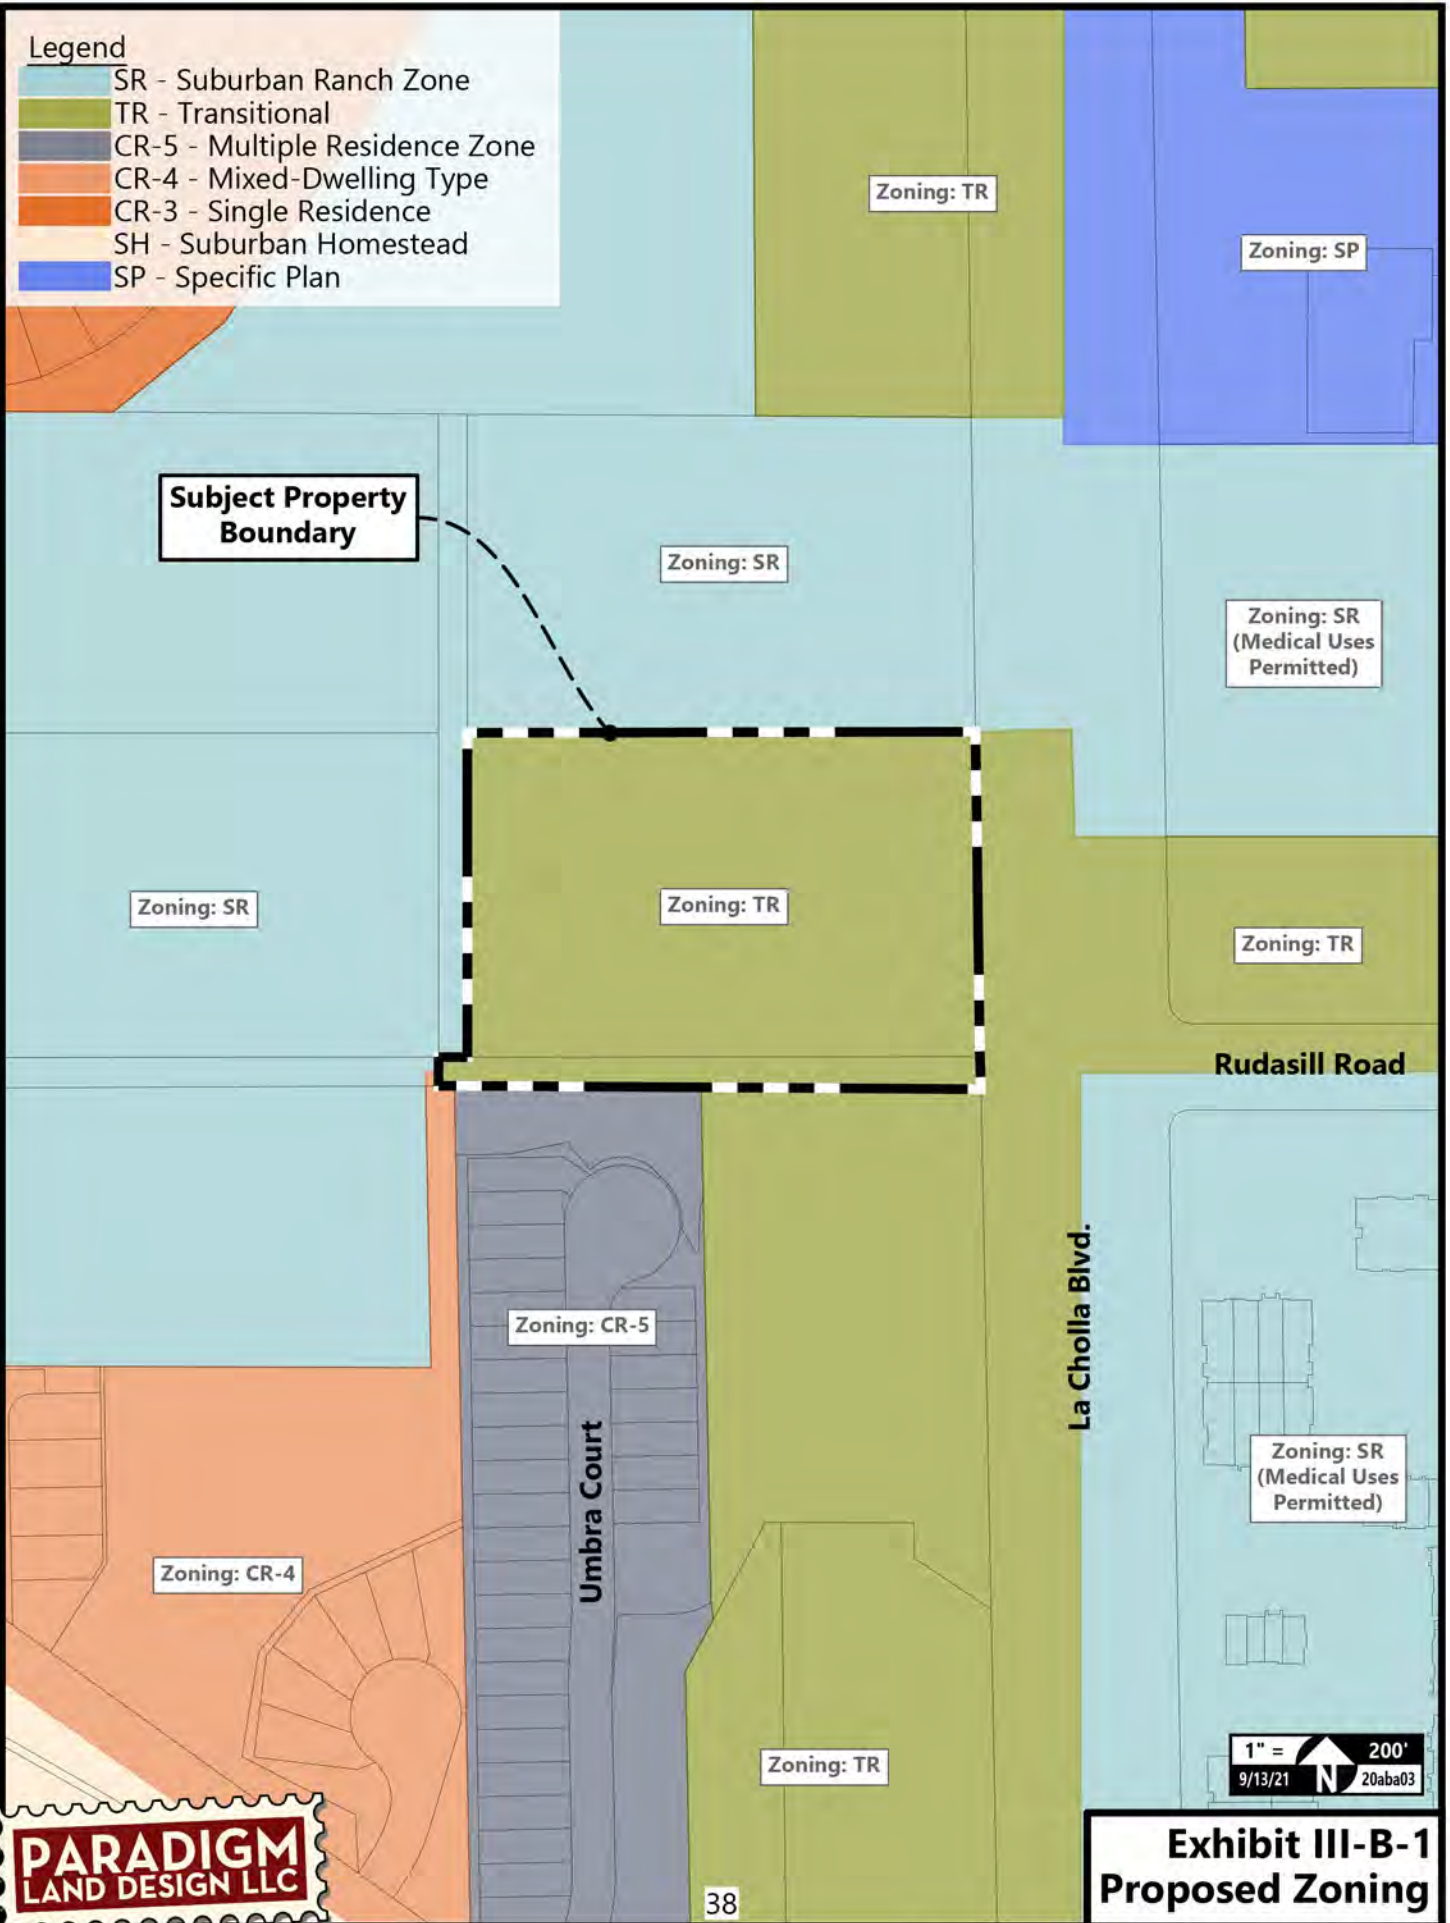 Legend
SR - Suburban Ranch Zone
TR - Transitional
CR-5 - Multiple Residence Zone
CR-4 - Mixed-Dwelling Type
CR-3 - Single Residence
SH - Suburban Homestead
SP - Specific Plan
Zoning: TR
Zoning: SP
Subject Property
Boundary
Zoning: SR
Zoning: SR
(Medical Uses
Permitted)
Zoning: SR
Zoning: TR
Zoning: TR
Rudasill Road
La Cholla Blvd.
Zoning: CR-5
Umbra Court
Zoning: SR
(Medical Uses
Permitted)
Zoning: CR-4
Zoning: TR
1" = 200'
9/13/21 N 20aba03
PARADIGM
LAND DESIGN LLC
38
Exhibit III-B-1
Proposed Zoning